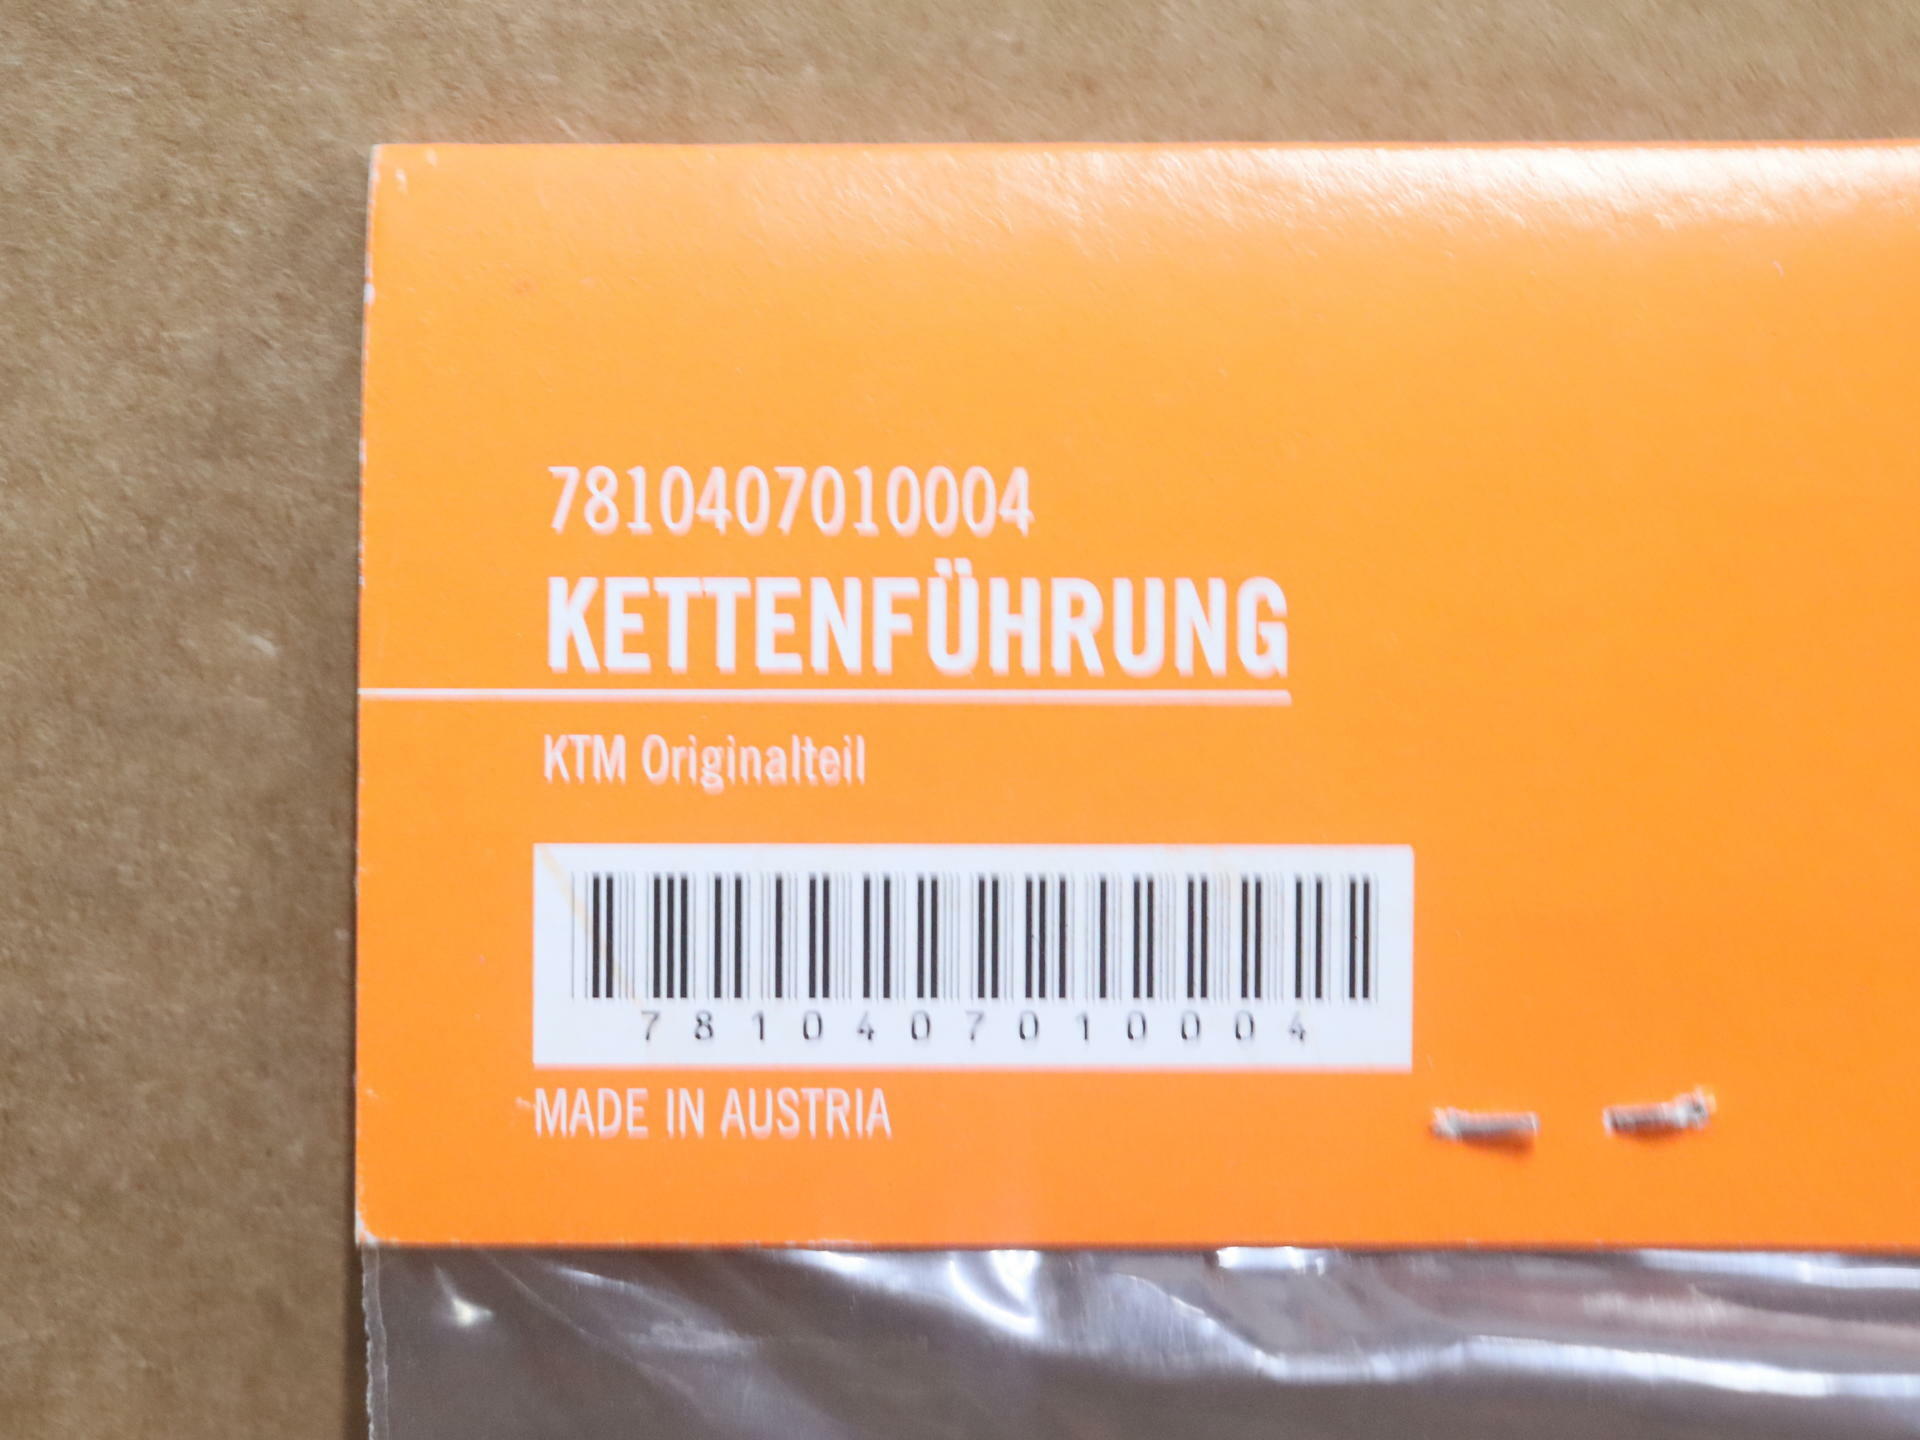 7810407010004
KETTENFÜHRUNG
KTM Originalteil
7810407010004
MADE IN AUSTRIA